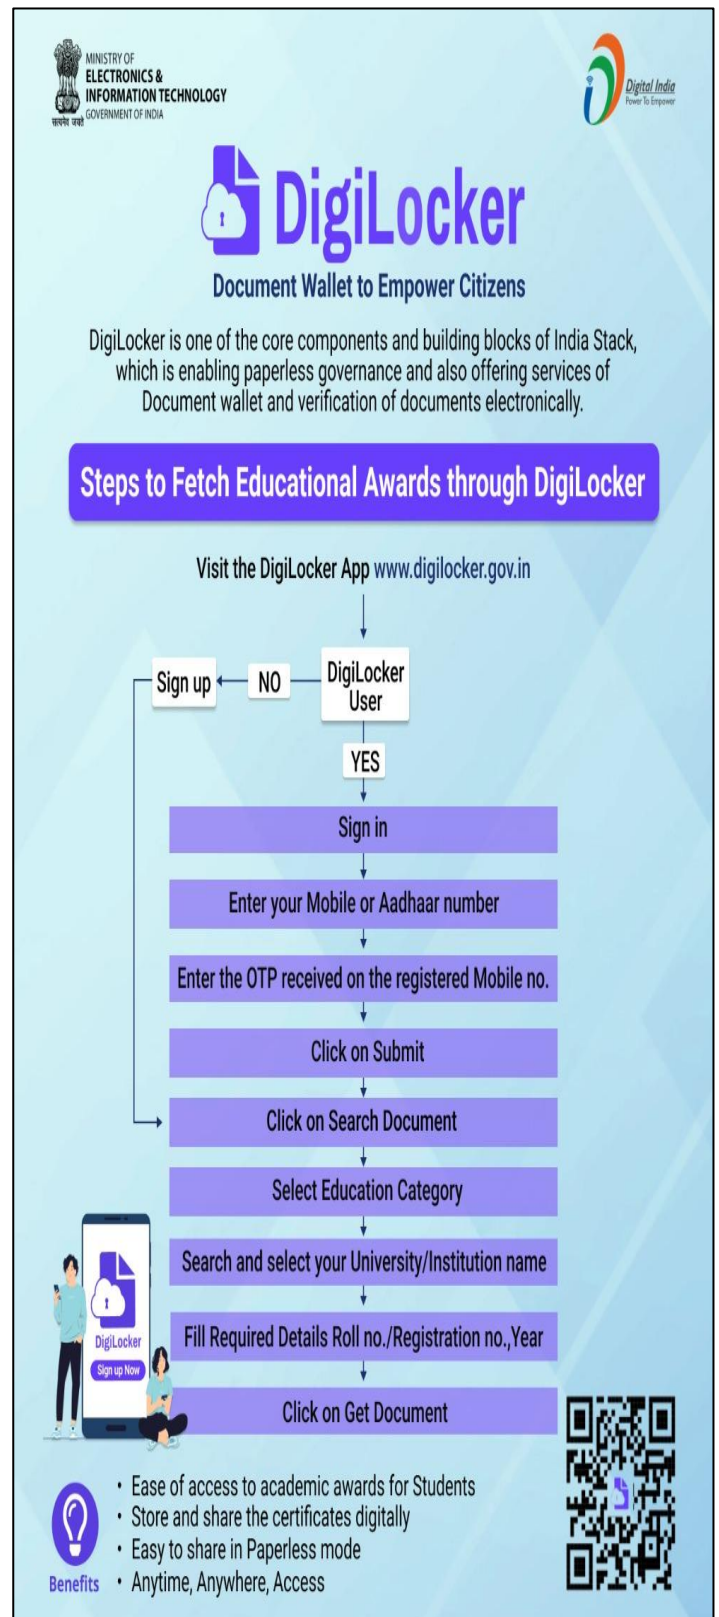 MINISTRY OF
ELECTRONICS &
INFORMATION TECHNOLOGY
GOVERNMENT OF INDIA
सत्यमेव जयते
Digital India
Power To Empower
DigiLocker
Document Wallet to Empower Citizens
DigiLocker is one of the core components and building blocks of India Stack,
which is enabling paperless governance and also offering services of
Document wallet and verification of documents electronically.
Steps to Fetch Educational Awards through DigiLocker
Visit the DigiLocker App www.digilocker.gov.in
Sign up
NO
DigiLocker
User
YES
Sign in
Enter your Mobile or Aadhaar number
Enter the OTP received on the registered Mobile no.
Click on Submit
Click on Search Document
Select Education Category
Search and select your University/Institution name
Fill Required Details Roll no./Registration no.,Year
Click on Get Document
DigiLocker
Sign up Now
Benefits
• Ease of access to academic awards for Students
• Store and share the certificates digitally
• Easy to share in Paperless mode
• Anytime, Anywhere, Access